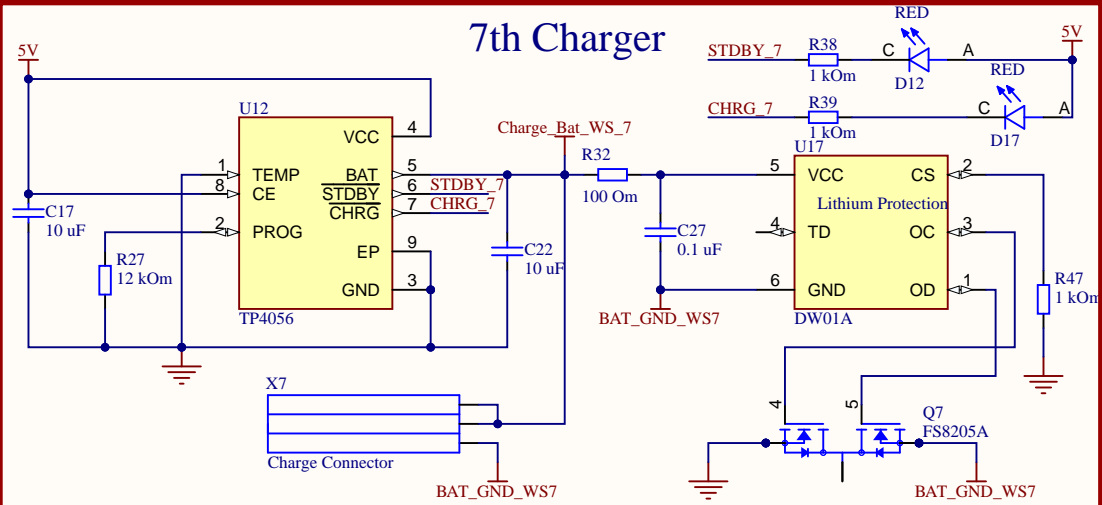 7th Charger
5V
U12
VCC
4
1
TEMP
BAT
5
8
CE
STDBY
6
STDBY_7
CHRG
7
CHRG_7
2
PROG
EP
9
GND
3
TP4056
C17
10 uF
R27
12 kOm
C22
10 uF
Charge_Bat_WS_7
R32
100 Om
C27
0.1 uF
BAT_GND_WS7
X7
Charge Connector
BAT_GND_WS7
STDBY_7
R38
1 kOm
C
RED
A
D12
5V
CHRG_7
R39
1 kOm
C
RED
A
D17
U17
5
VCC
CS
2
Lithium Protection
4
TD
OC
3
6
GND
OD
1
DW01A
R47
1 kOm
4
5
Q7
FS8205A
BAT_GND_WS7